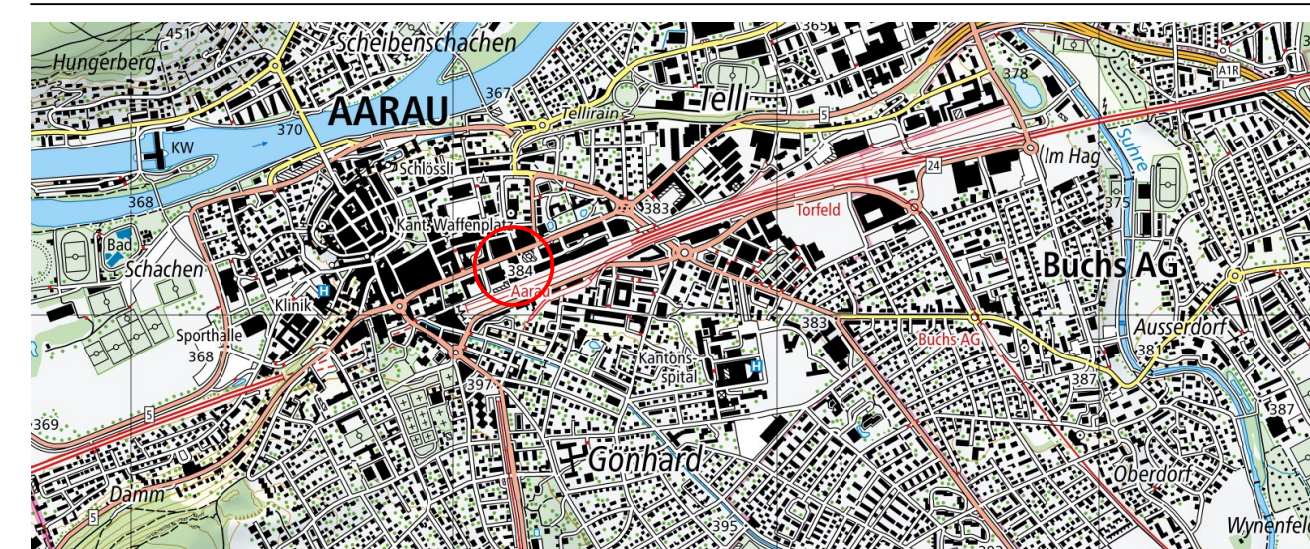 451
365
Scheibenschachen
Hungerberg
A1R
378
367
Telli
5
AARAU
Tellirain
370
KW
Suhre
Im Hag
24
Schlössli
368
375
383
Torfeld
Kant. Waffenplatz
Bad
Schachen
384
Buchs AG
Aarau
Klinik
H
383
Ausserdorf
Sporthalle
368
Buchs AG
381
Kantons-
spital
H
397
387
5
387
369
Gönhard
Oberdorf
Damm
5
395
Wynenfeld